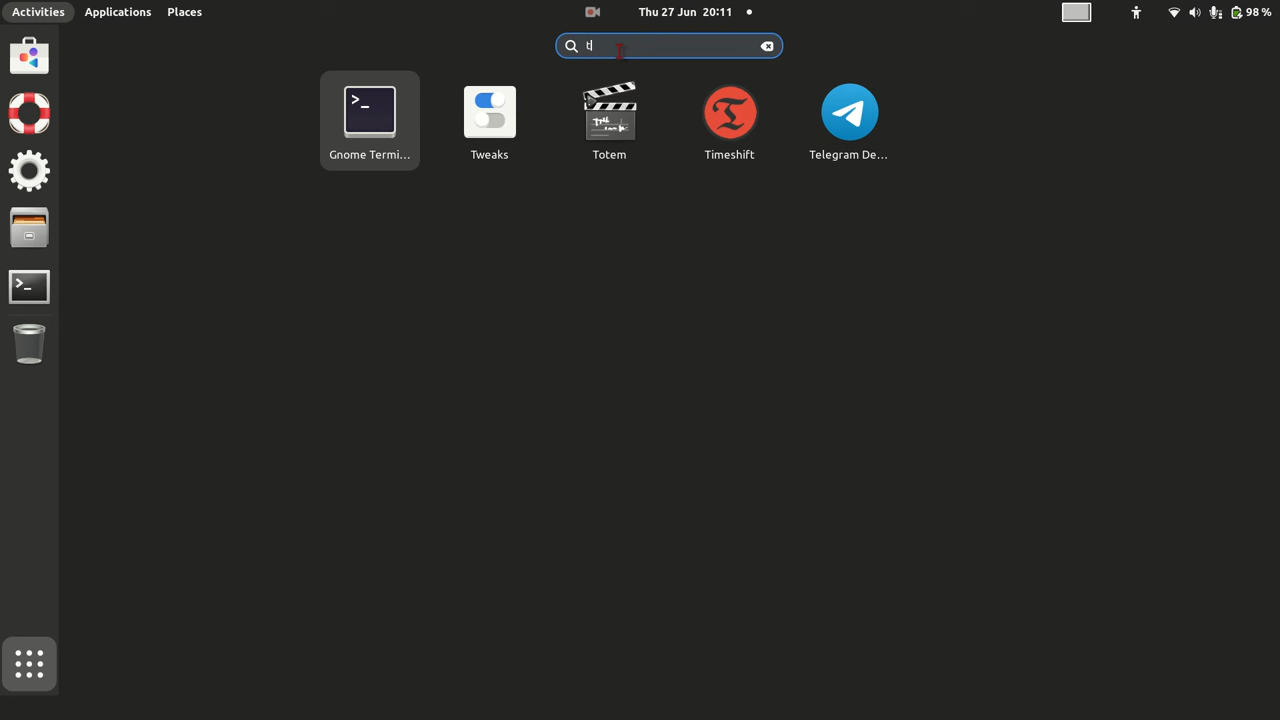 Activities Applications Places Thu 27 Jun 20:11 98 %
t
>_ Gnome Termi...
Tweaks
Totem
Timeshift
Telegram De...
>_